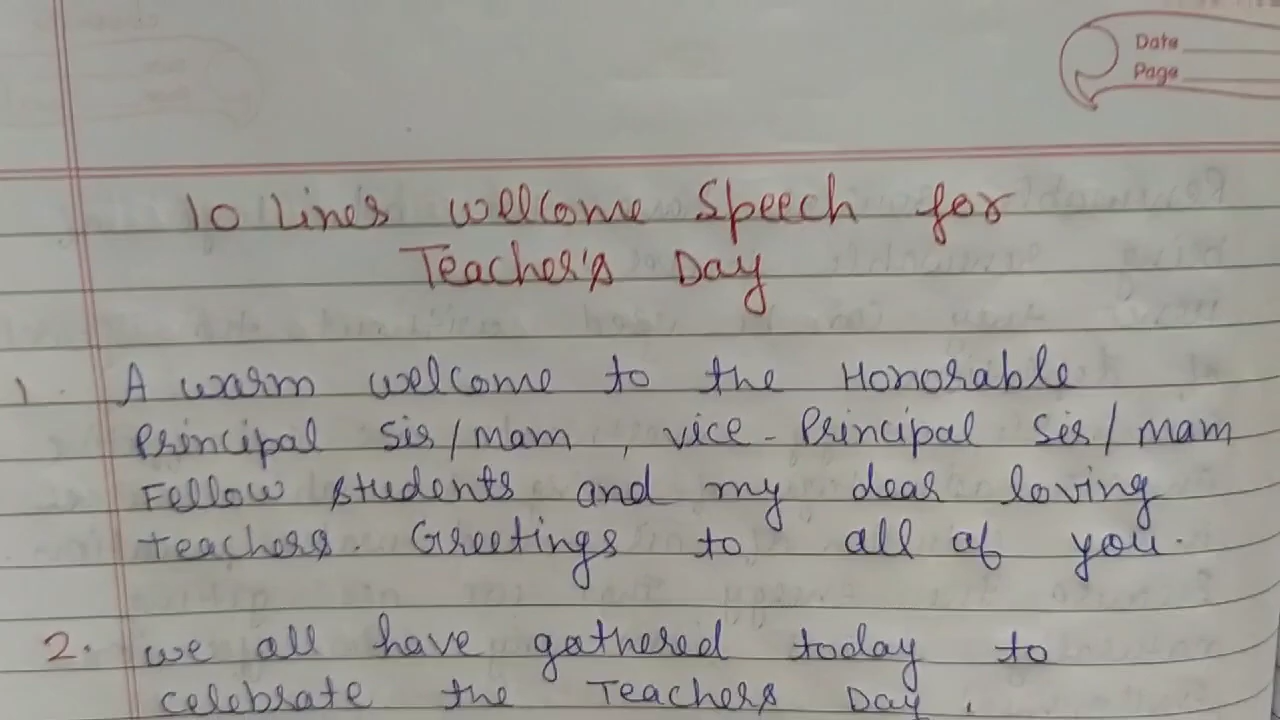 Date
Page
10 Lines welcome Speech for
Teacher's Day
1. A warm welcome to the Honorable
Principal Sir/mam, vice-Principal Ser/mam
Fellow students and my dear loving
teachers. Greetings to all of you.
2. we all have gathered today to
celebrate the Teachers Day.